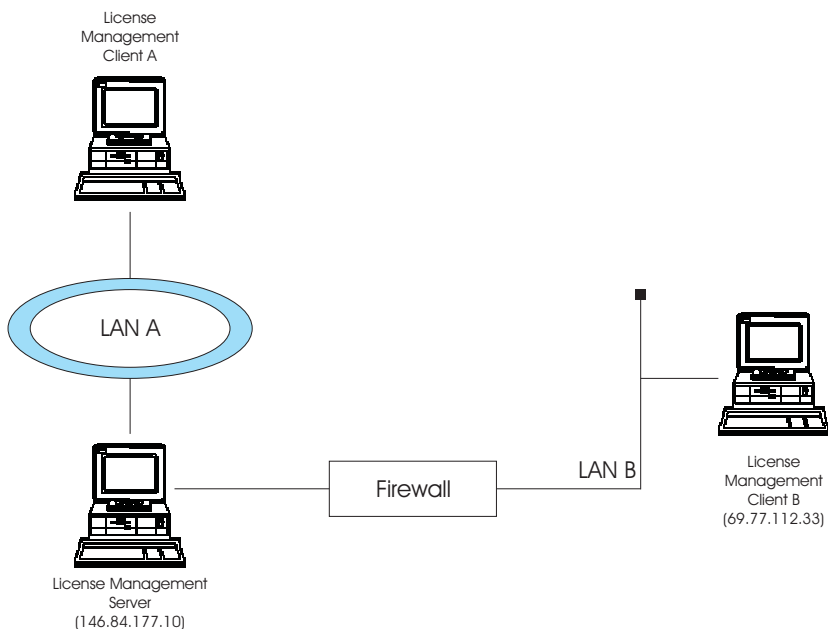 License
Management
Client A
LAN A
Firewall
LAN B
License
Management
Client B
(69.77.112.33)
License Management
Server
(146.84.177.10)